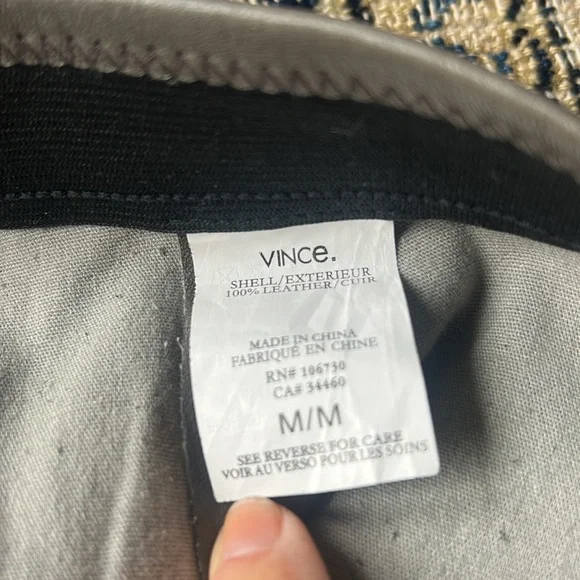 VINCe.
SHELL/EXTERIEUR
100% LEATHER/CUIR
MADE IN CHINA
FABRIQUÉ EN CHINE
RN# 106730
CA# 34460
M/M
SEE REVERSE FOR CARE
VOIR AU VERSO POUR LES SOINS